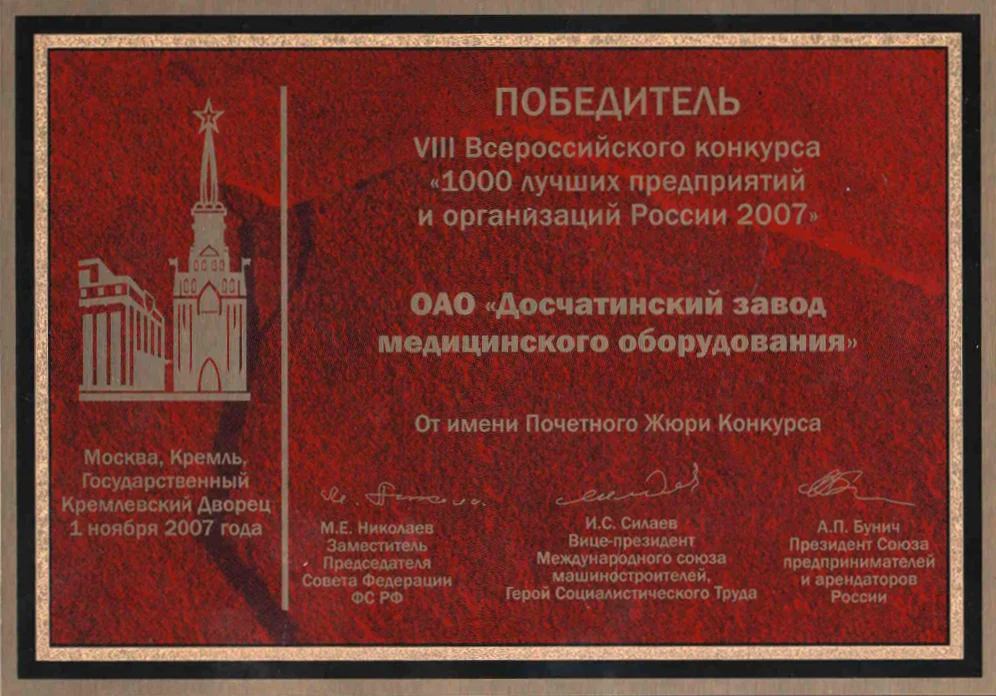 ПОБЕДИТЕЛЬ
VIII Всероссийского конкурса
«1000 лучших предприятий
и организаций России 2007»
ОАО «Досчатинский завод
медицинского оборудования»
От имени Почетного Жюри Конкурса
Москва, Кремль,
Государственный
Кремлевский Дворец
1 ноября 2007 года
М.Е. Николаев
Заместитель
Председателя
Совета Федерации
ФС РФ
И.С. Силаев
Вице-президент
Международного союза
машиностроителей,
Герой Социалистического Труда
А.П. Бунич
Президент Союза
предпринимателей
и арендаторов
России